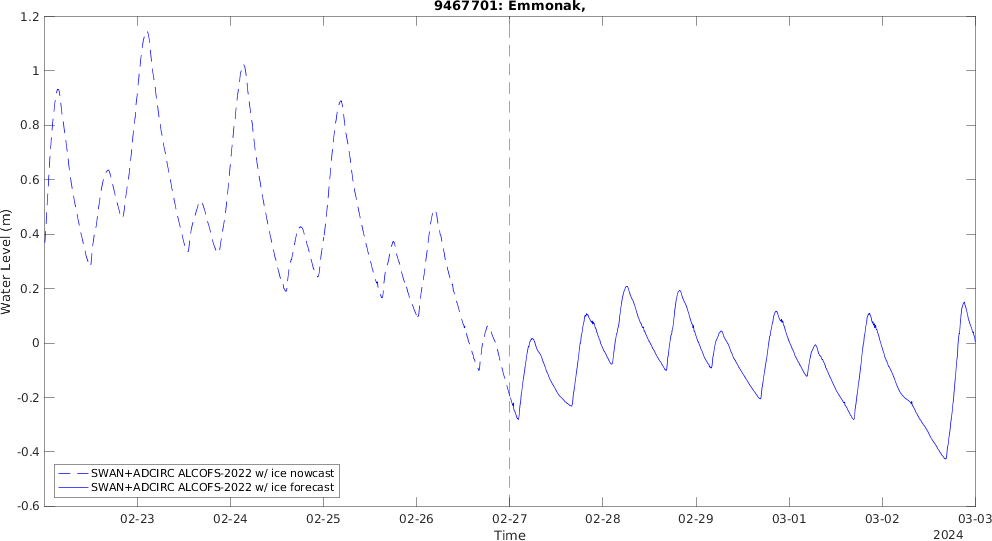 9467701: Emmonak,
1.2
1
0.8
0.6
0.4
0.2
0
-0.2
-0.4
-0.6
Water Level (m)
SWAN+ADCIRC ALCOFS-2022 w/ ice nowcast
SWAN+ADCIRC ALCOFS-2022 w/ ice forecast
02-23 02-24 02-25 02-26 02-27 02-28 02-29 03-01 03-02 03-03
Time
2024